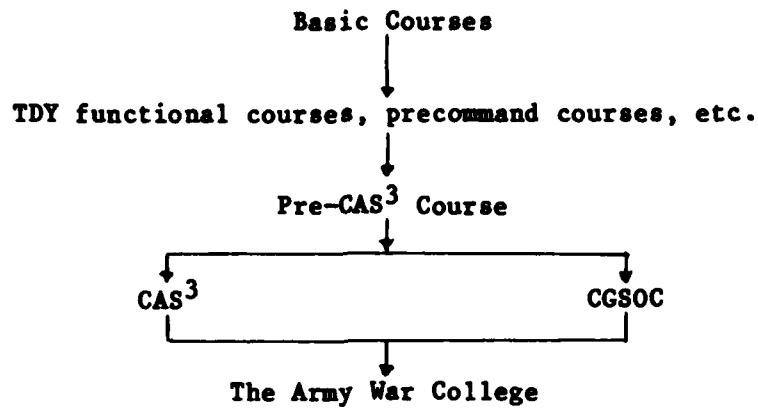 Basic Courses
TDY functional courses, precommand courses, etc.
Pre-CAS³ Course
CAS³ CGSOC
The Army War College